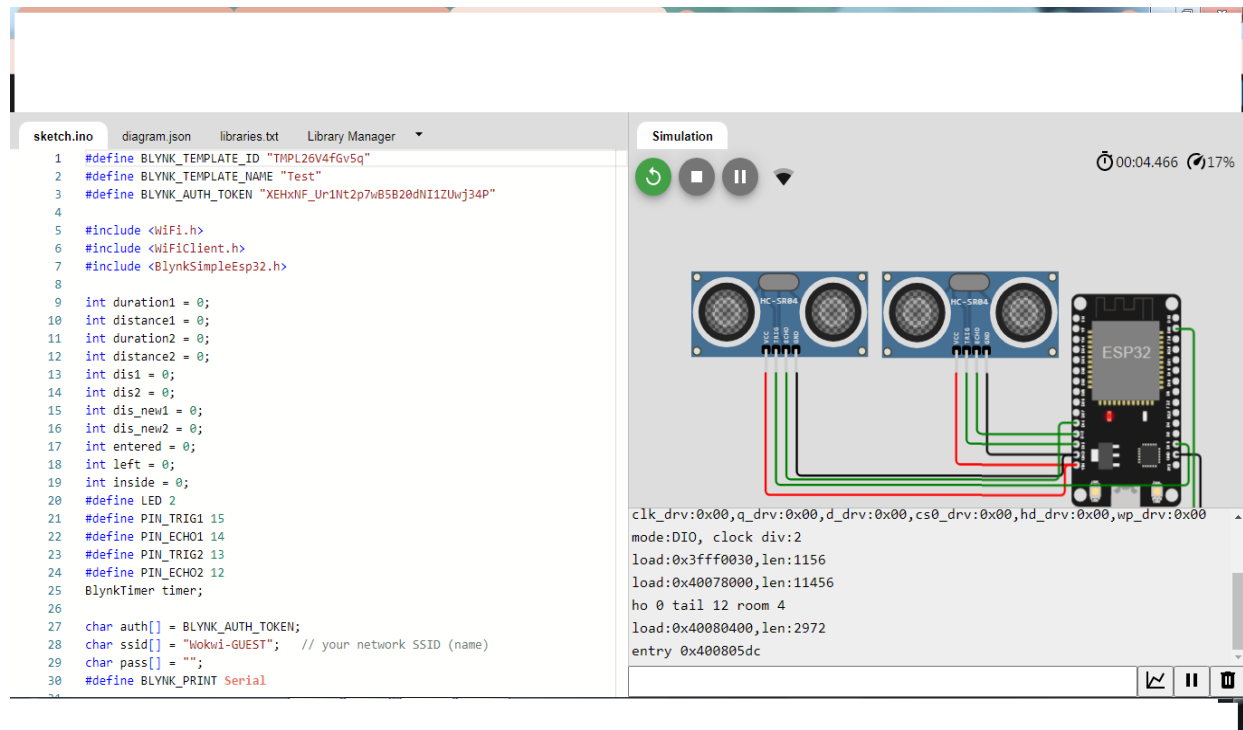 sketch.ino diagram.json libraries.txt Library Manager
1 #define BLYNK_TEMPLATE_ID "TMPL26V4fGv5q"
2 #define BLYNK_TEMPLATE_NAME "Test"
3 #define BLYNK_AUTH_TOKEN "XEHxNF_Ur1Nt2p7wB5B20dNI1ZUwj34P"
4
5 #include <WiFi.h>
6 #include <WiFiClient.h>
7 #include <BlynkSimpleEsp32.h>
8
9 int duration1 = 0;
10 int distance1 = 0;
11 int duration2 = 0;
12 int distance2 = 0;
13 int dis1 = 0;
14 int dis2 = 0;
15 int dis_new1 = 0;
16 int dis_new2 = 0;
17 int entered = 0;
18 int left = 0;
19 int inside = 0;
20 #define LED 2
21 #define PIN_TRIG1 15
22 #define PIN_ECHO1 14
23 #define PIN_TRIG2 13
24 #define PIN_ECHO2 12
25 BlynkTimer timer;
26
27 char auth[] = BLYNK_AUTH_TOKEN;
28 char ssid[] = "Wokwi-GUEST"; // your network SSID (name)
29 char pass[] = "";
30 #define BLYNK_PRINT Serial
Simulation
00:04.466 17%
HC-SR04
VCC TRIG ECHO GND
HC-SR04
VCC TRIG ECHO GND
ESP32
clk_drv:0x00,q_drv:0x00,d_drv:0x00,cs0_drv:0x00,hd_drv:0x00,wp_drv:0x00
mode:DIO, clock div:2
load:0x3fff0030,len:1156
load:0x40078000,len:11456
ho 0 tail 12 room 4
load:0x40080400,len:2972
entry 0x400805dc